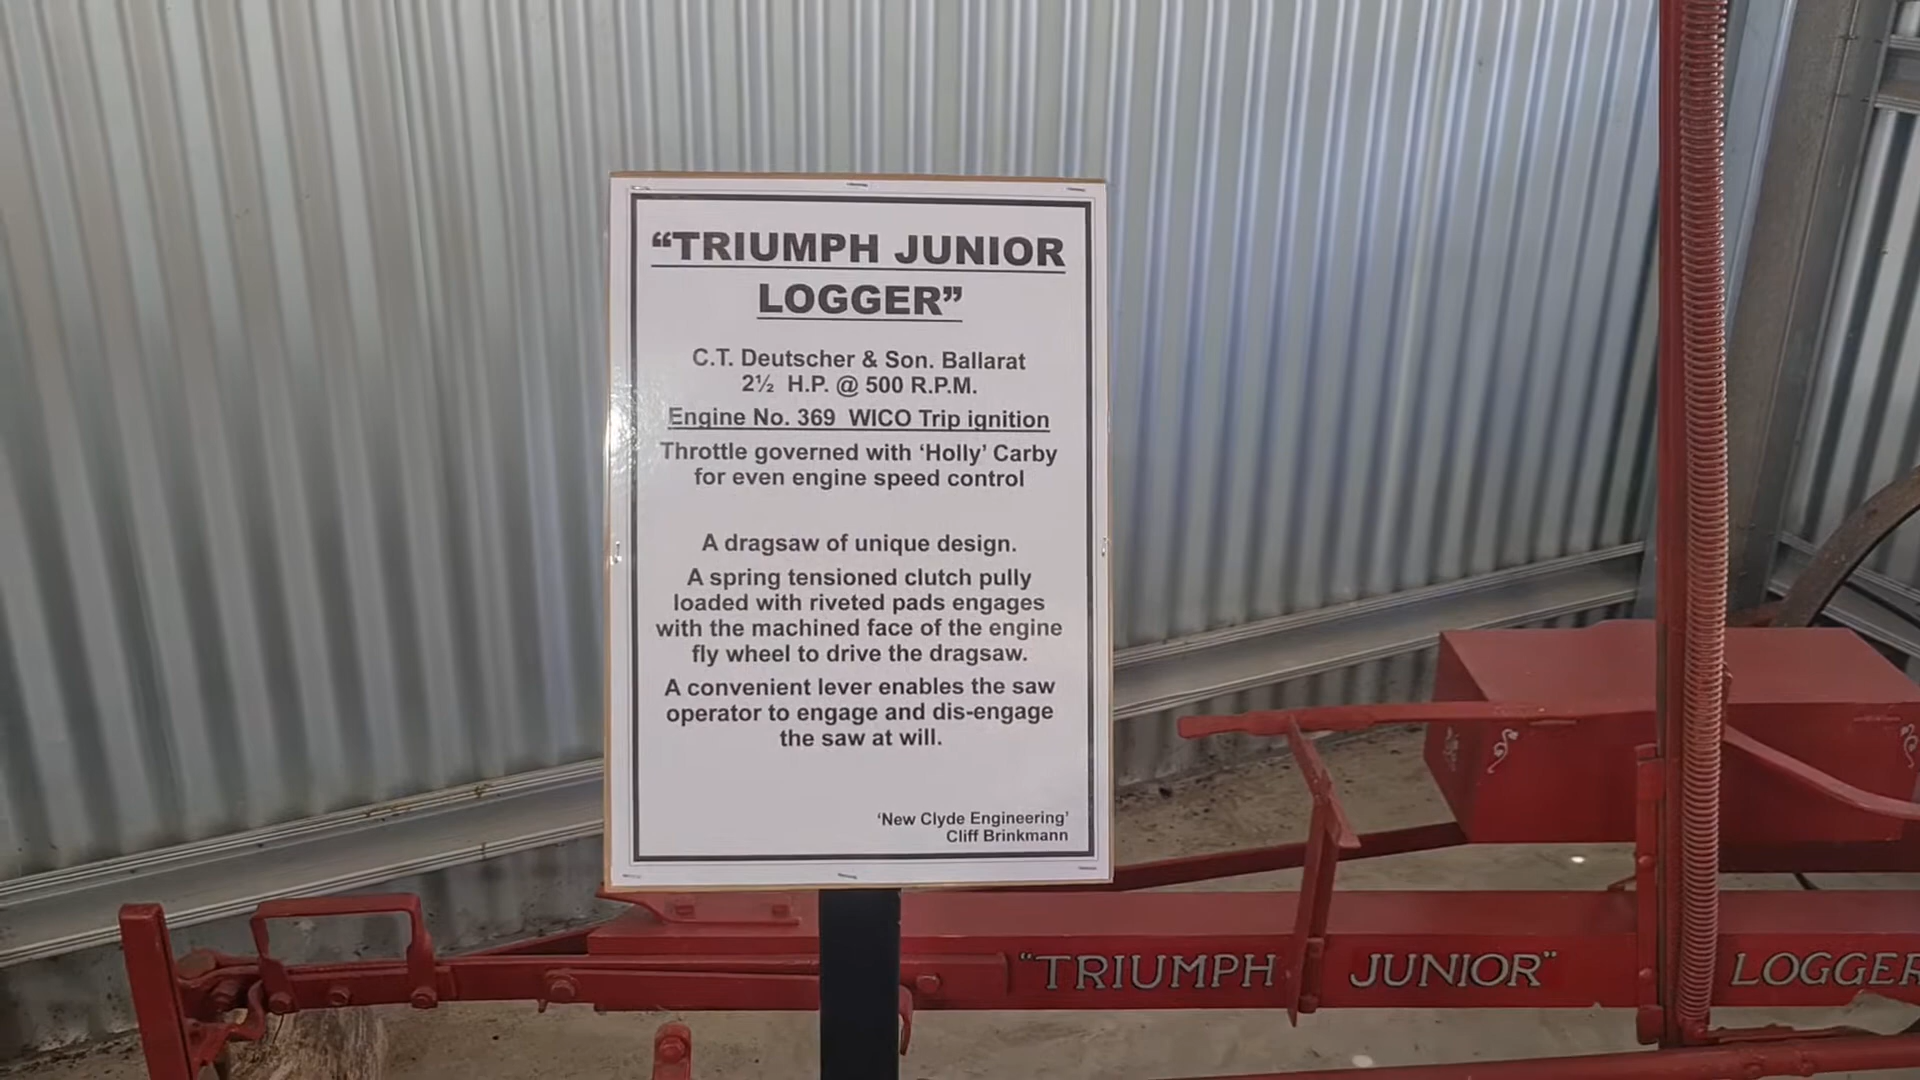 “TRIUMPH JUNIOR
LOGGER”
C.T. Deutscher & Son. Ballarat
2½ H.P. @ 500 R.P.M.
Engine No. 369 WICO Trip ignition
Throttle governed with ‘Holly’ Carby
for even engine speed control
A dragsaw of unique design.
A spring tensioned clutch pully
loaded with riveted pads engages
with the machined face of the engine
fly wheel to drive the dragsaw.
A convenient lever enables the saw
operator to engage and dis-engage
the saw at will.
‘New Clyde Engineering’
Cliff Brinkmann
“TRIUMPH JUNIOR” LOGGER